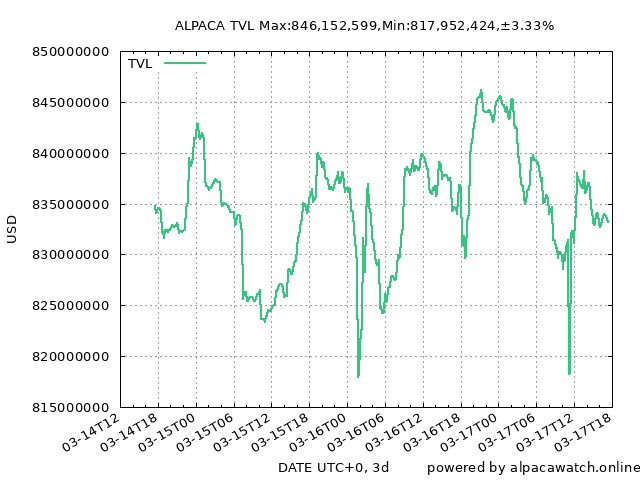 ALPACA TVL Max:846,152,599,Min:817,952,424,±3.33%
850000000
TVL
845000000
840000000
835000000
USD
830000000
825000000
820000000
815000000
03-14T12
03-14T18
03-15T00
03-15T06
03-15T12
03-15T18
03-16T00
03-16T06
03-16T12
03-16T18
03-17T00
03-17T06
03-17T12
03-17T18
DATE UTC+0, 3d
powered by alpacawatch.online